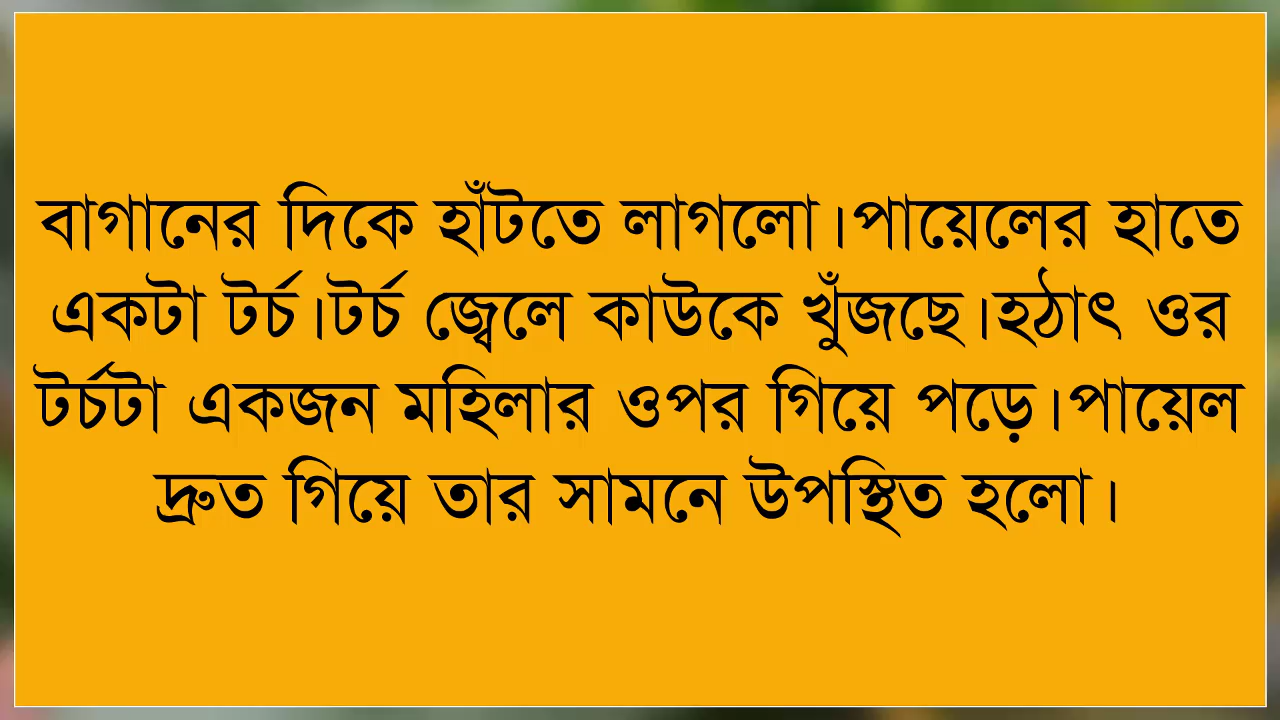 বাগানের দিকে হাঁটতে লাগলো।পায়েলের হাতে
একটা টর্চ।টর্চ জ্বেলে কাউকে খুঁজছে।হঠাৎ ওর
টর্চটা একজন মহিলার ওপর গিয়ে পড়ে।পায়েল
দ্রুত গিয়ে তার সামনে উপস্থিত হলো।